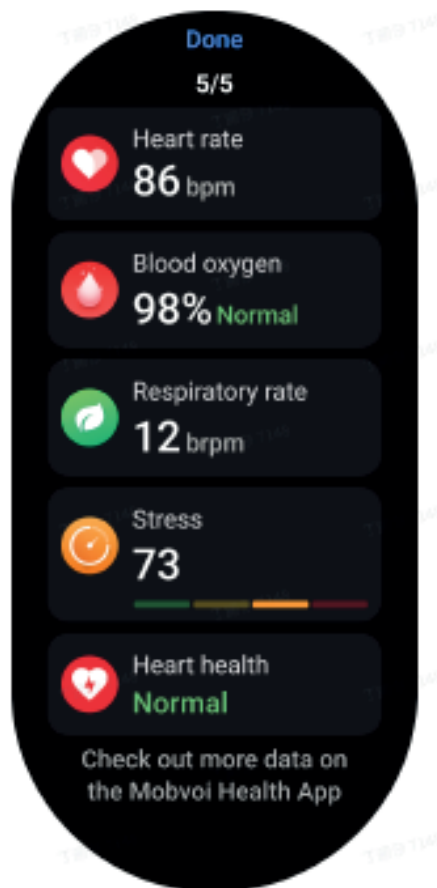 Done
5/5
Heart rate
86 bpm
Blood oxygen
98% Normal
Respiratory rate
12 brpm
Stress
73
Heart health
Normal
Check out more data on
the Mobvoi Health App